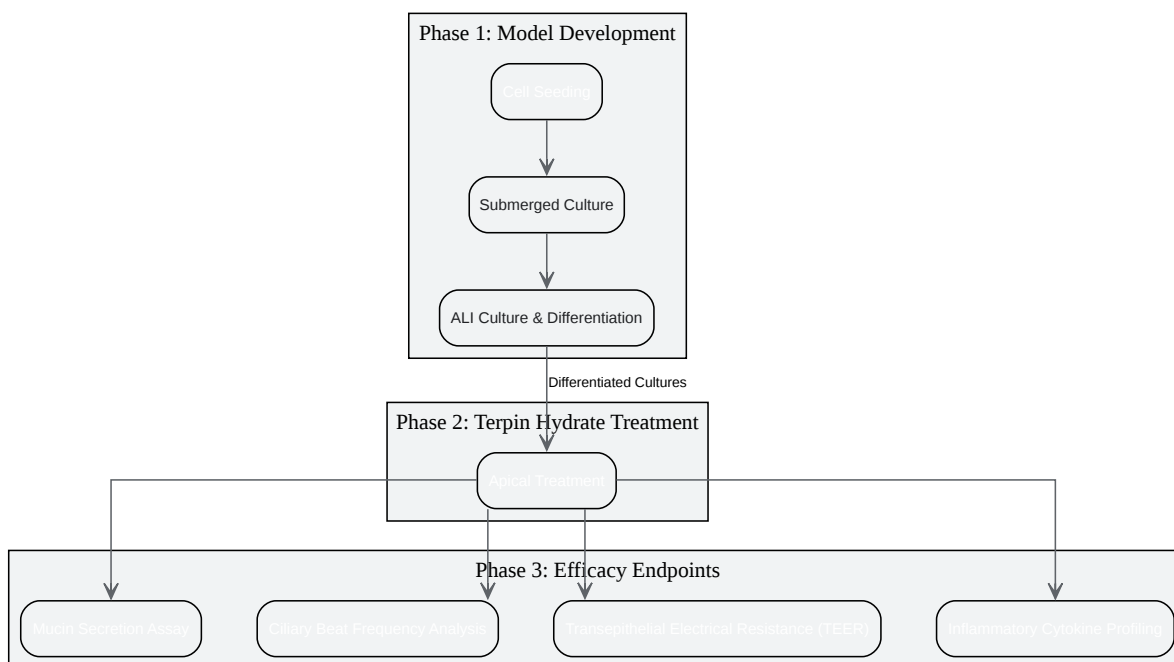 Phase 1: Model Development
Cell Seeding
Submerged Culture
ALI Culture & Differentiation
Differentiated Cultures
Phase 2: Terpin Hydrate Treatment
Apical Treatment
Phase 3: Efficacy Endpoints
Mucin Secretion Assay
Ciliary Beat Frequency Analysis
Transepithelial Electrical Resistance (TEER)
Inflammatory Cytokine Profiling